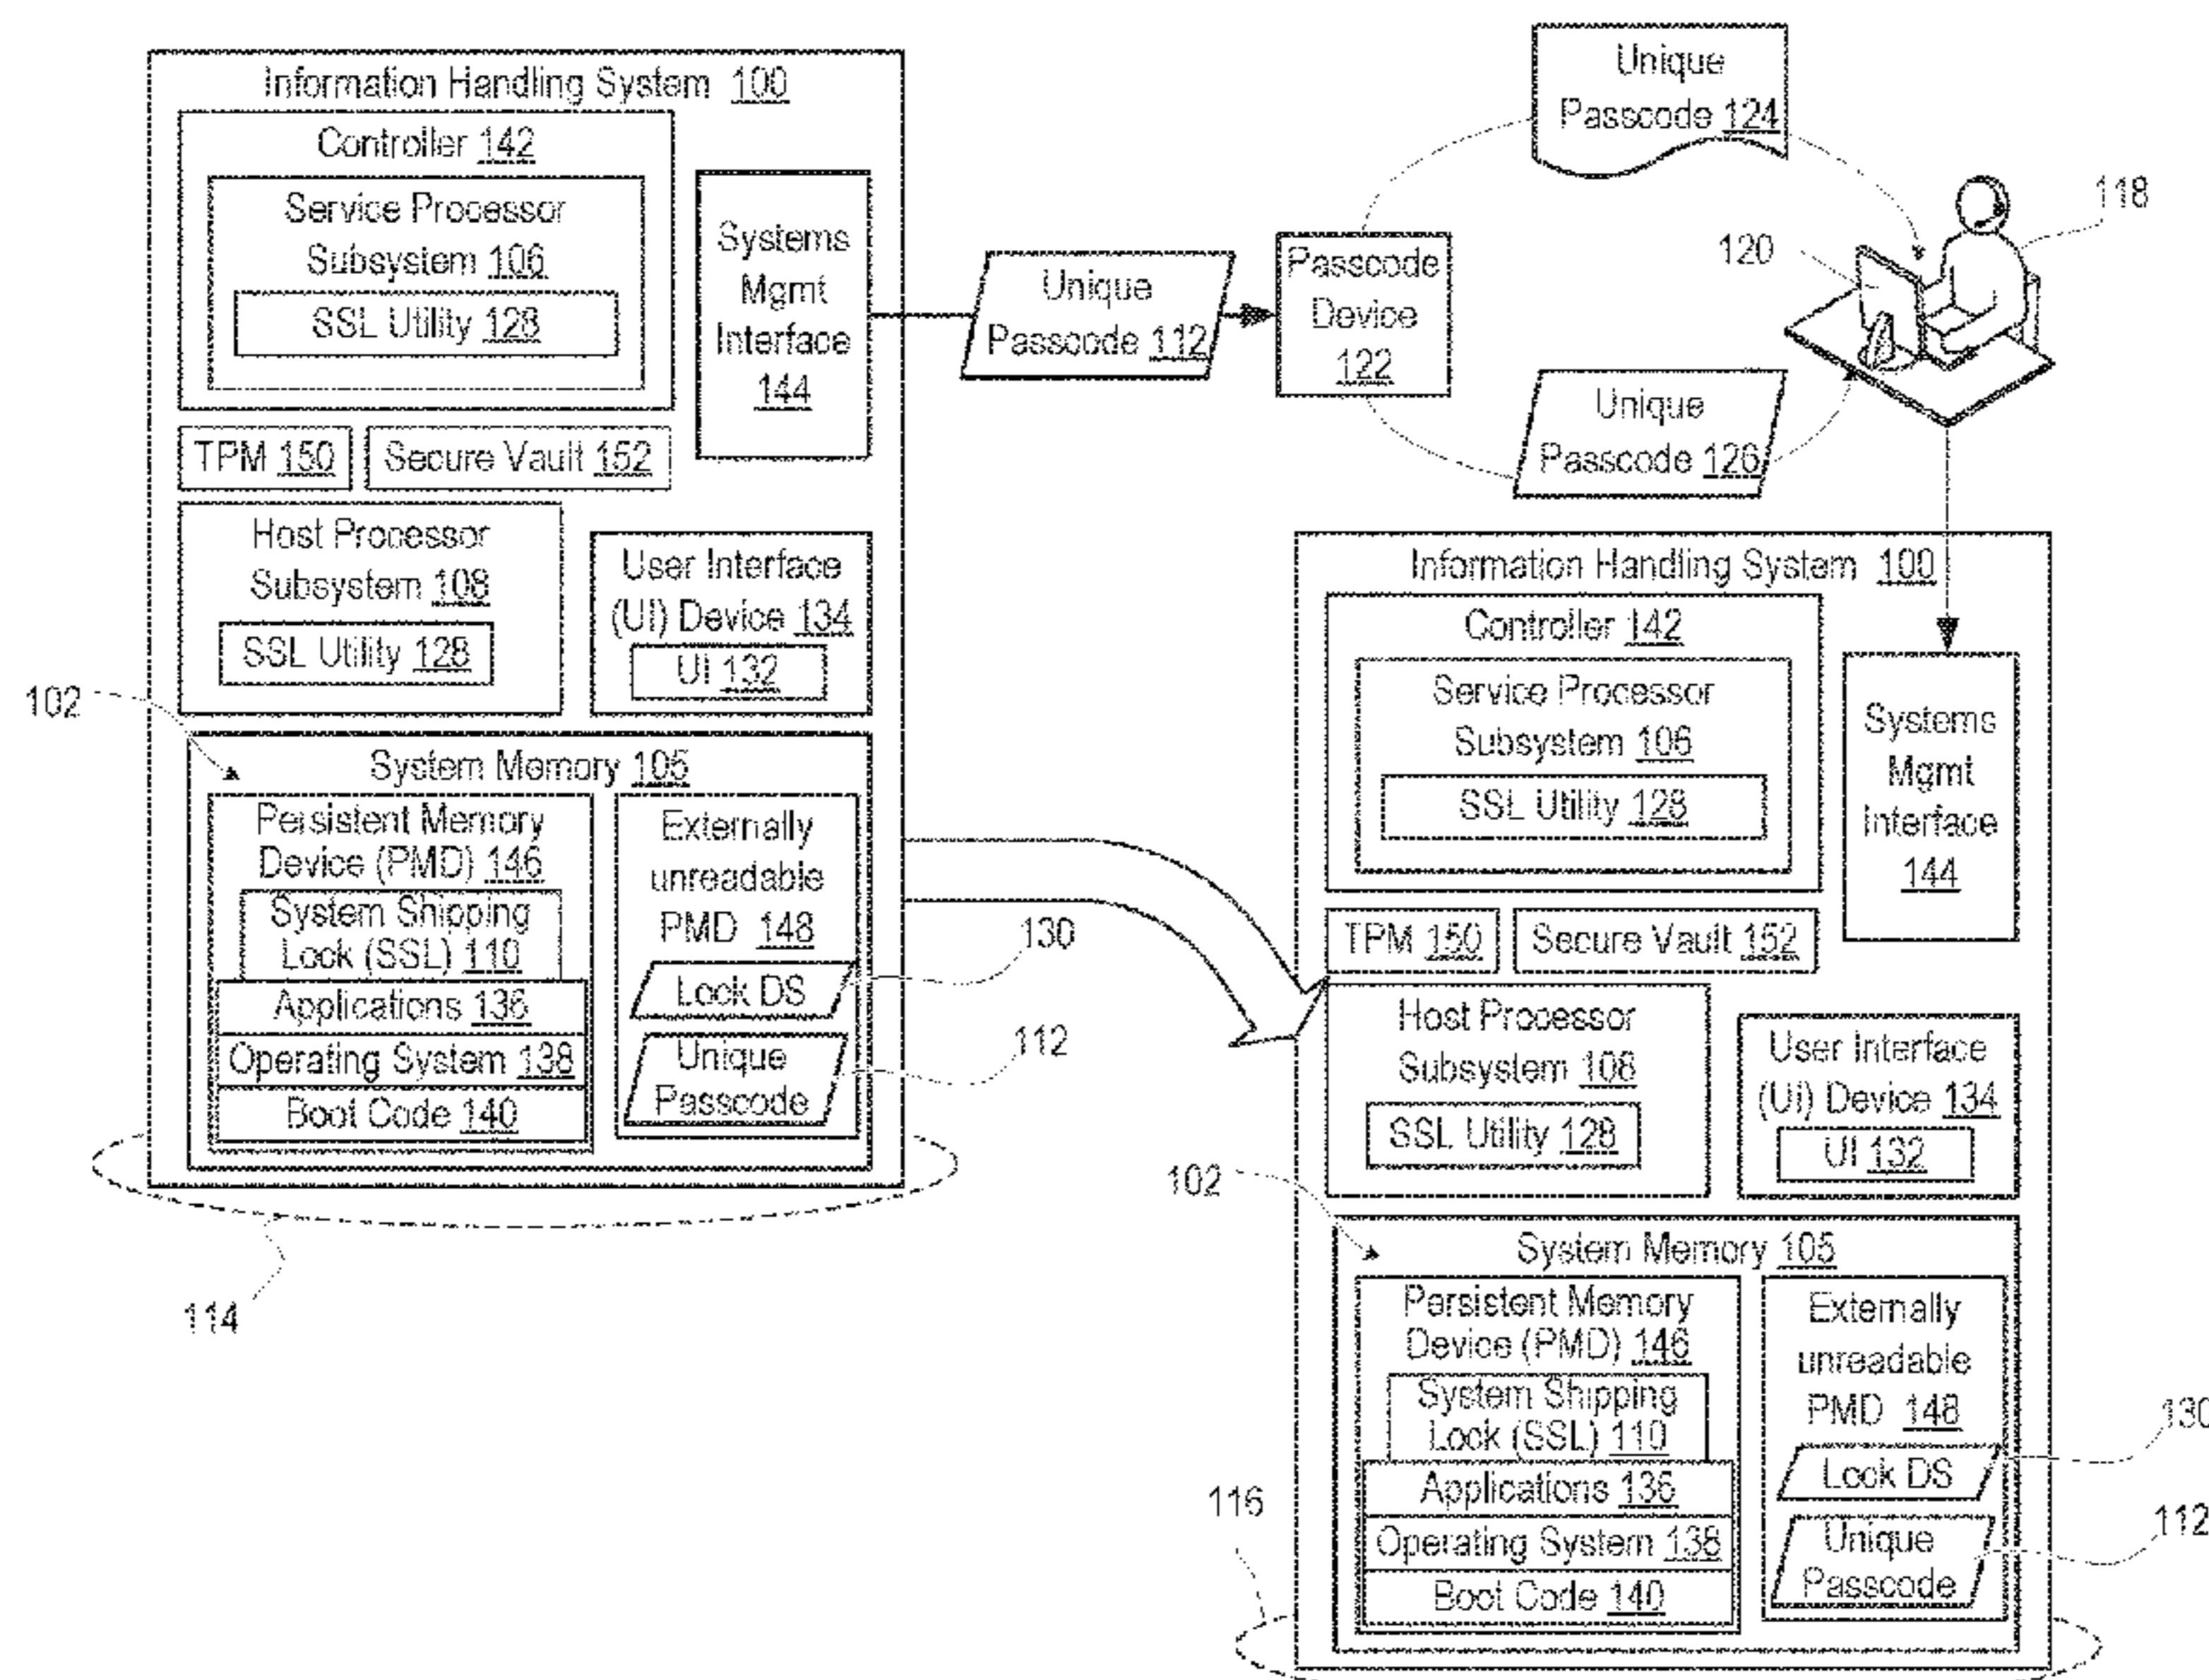 Information Handling System 100
Controller 142
Service Processor
Subsystem 106
SSL Utility 128
Systems
Mgmt
Interface
144
TPM 150
Secure Vault 152
Host Processor
Subsystem 108
SSL Utility 128
User Interface
(UI) Device 134
UI 132
102
System Memory 105
Persistent Memory
Device (PMD) 146
System Shipping
Lock (SSL) 110
Applications 136
Operating System 138
Boot Code 140
Externally
unreadable
PMD 148
Lock DS
130
Unique
Passcode
112
114
Unique
Passcode 112
Passcode
Device
122
Unique
Passcode 124
118
120
Unique
Passcode 126
Information Handling System 100
Controller 142
Service Processor
Subsystem 106
SSL Utility 128
Systems
Mgmt
Interface
144
TPM 150
Secure Vault 152
Host Processor
Subsystem 108
SSL Utility 128
User Interface
(UI) Device 134
UI 132
102
System Memory 105
Persistent Memory
Device (PMD) 146
System Shipping
Lock (SSL) 110
Applications 136
Operating System 138
Boot Code 140
Externally
unreadable
PMD 148
Lock DS
130
Unique
Passcode
112
116